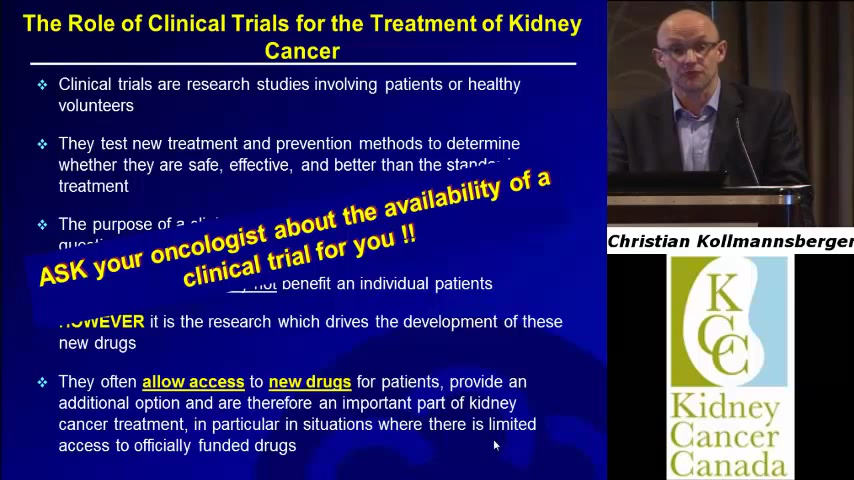 The Role of Clinical Trials for the Treatment of Kidney
Cancer
Clinical trials are research studies involving patients or healthy
volunteers
They test new treatment and prevention methods to determine
whether they are safe, effective, and better than the
treatment
The purpose of a
ASK your oncologist about the availability of a
clinical trial for you !!
not benefit an individual patients
HOWEVER it is the research which drives the development of these
new drugs
They often allow access to new drugs for patients, provide an
additional option and are therefore an important part of kidney
cancer treatment, in particular in situations where there is limited
access to officially funded drugs
Christian Kollmannsberger
KCC
Kidney
Cancer
Canada